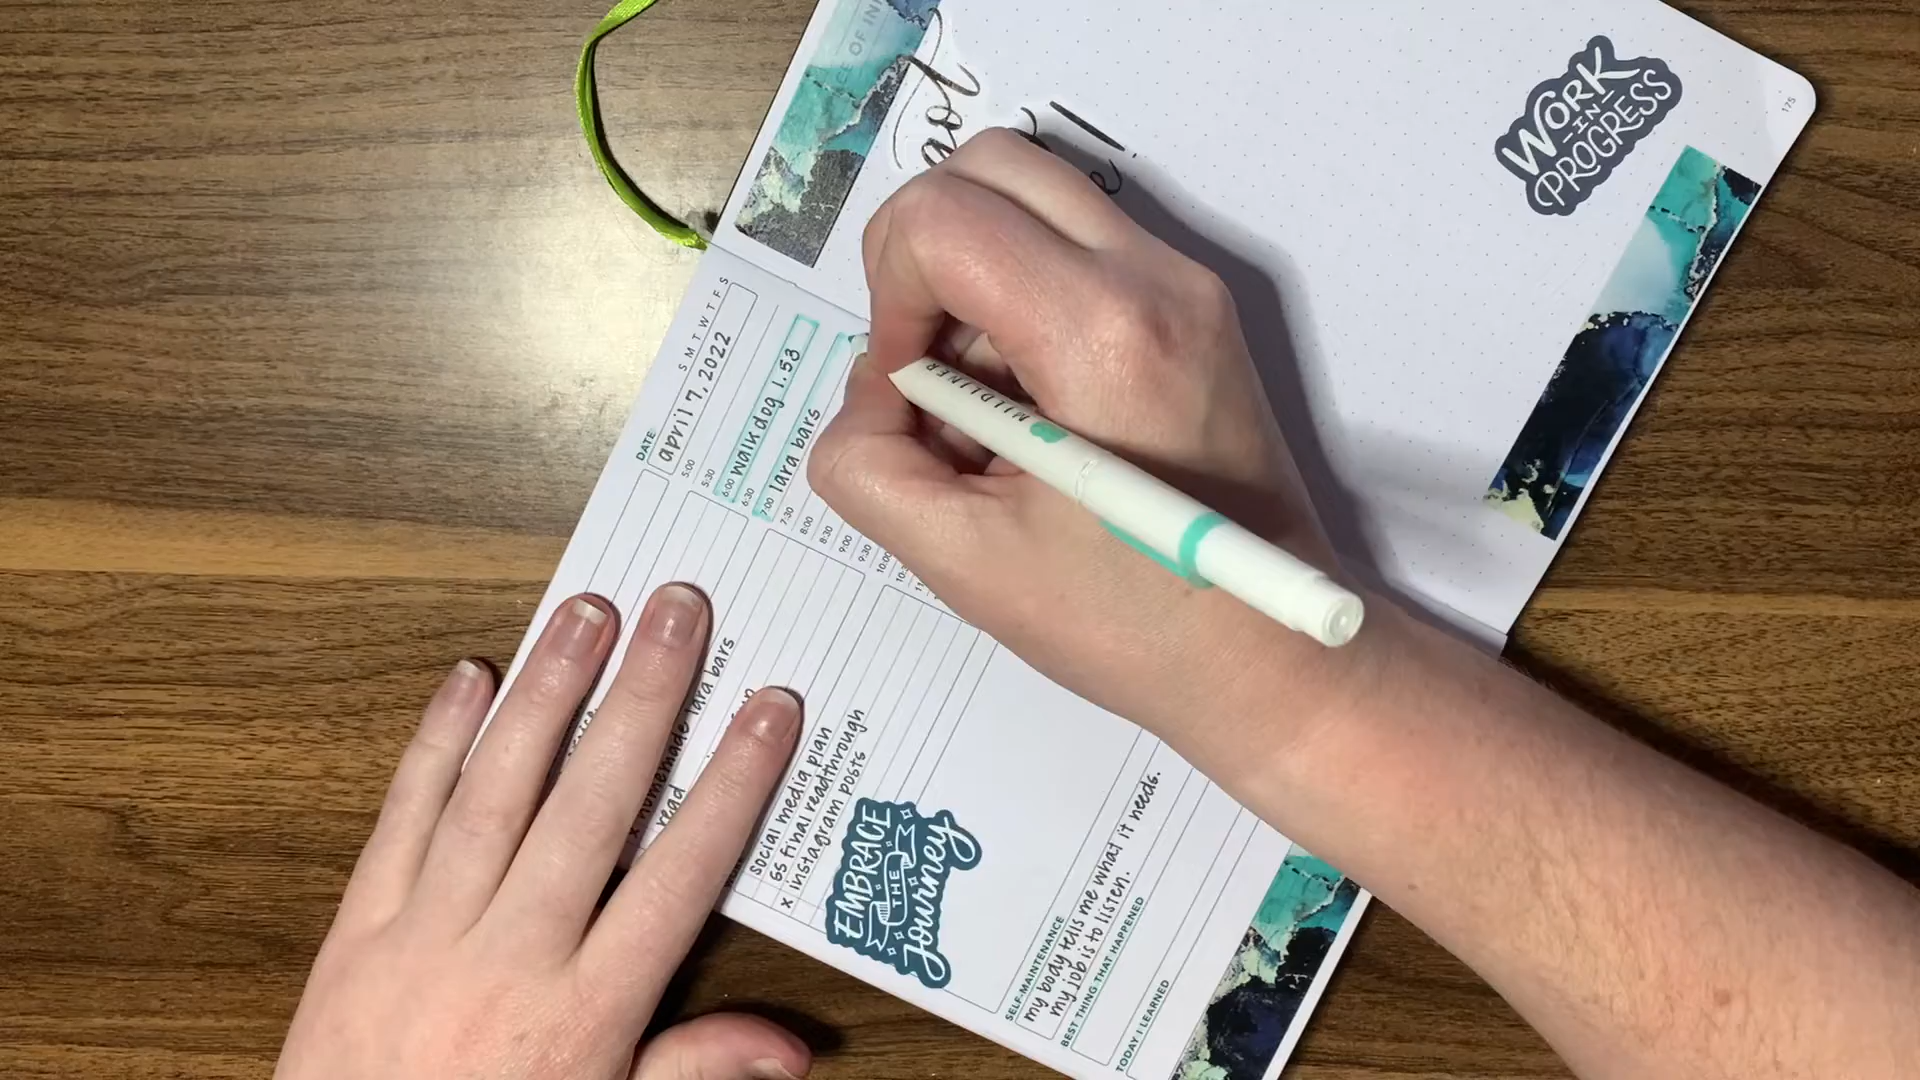 WORK
-IN-
PROGRESS
175
got
DATE
S M T W T F S
april 7, 2022
5:00
5:30
6:00 walk dog 1.53
6:30
7:00 lara bars
7:30
8:00
8:30
9:00
9:30
10:00
MILDLINER
x homemade lara bars
read
social media plan
65 final readthrough
x instagram posts
EMBRACE
THE
Journey
SELF-MAINTENANCE
my body tells me what it needs.
my job is to listen.
BEST THING THAT HAPPENED
TODAY I LEARNED